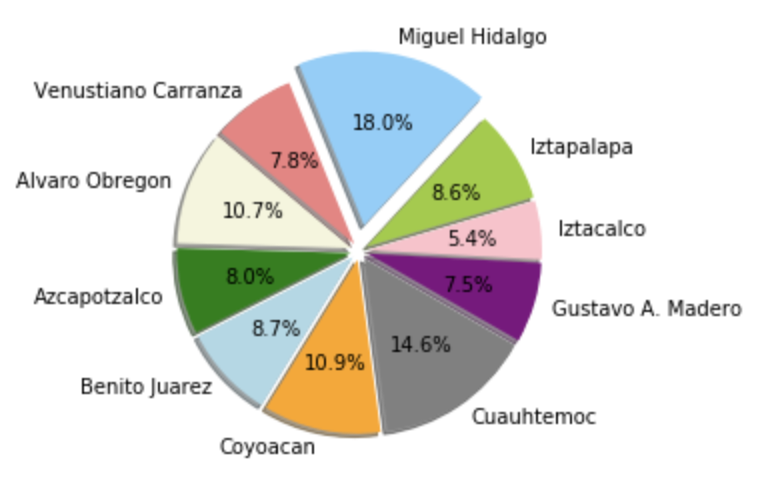 Miguel Hidalgo
18.0%
Venustiano Carranza
7.8%
Alvaro Obregon
10.7%
Azcapotzalco
8.0%
Benito Juarez
8.7%
Coyoacan
10.9%
Cuauhtemoc
14.6%
Gustavo A. Madero
7.5%
Iztacalco
5.4%
Iztapalapa
8.6%